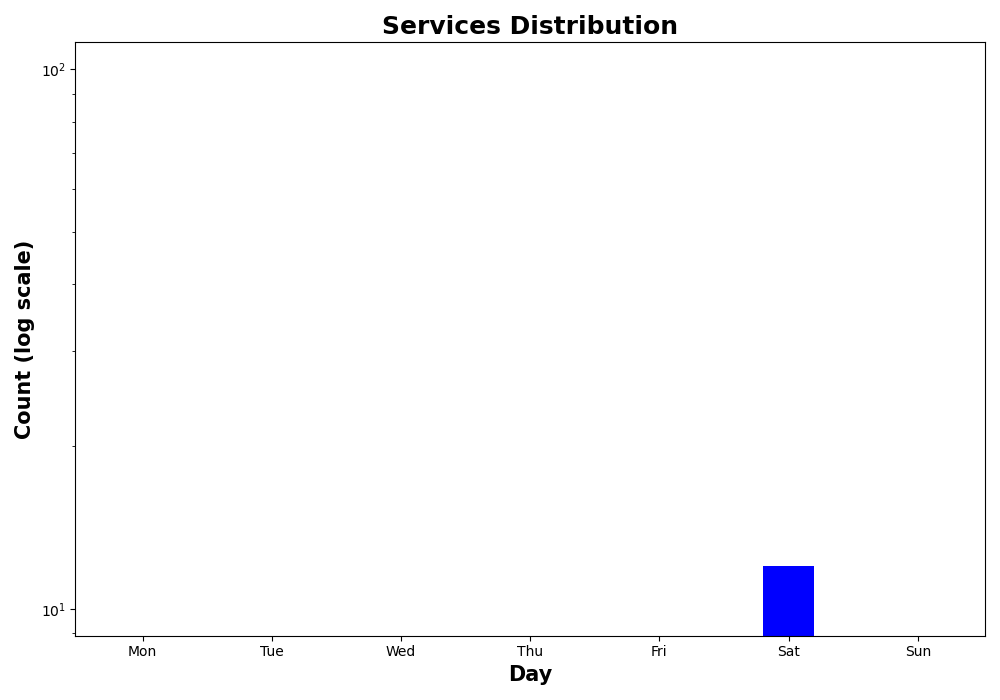 Services Distribution
Count (log scale)
10²
10¹
Mon Tue Wed Thu Fri Sat Sun
Day